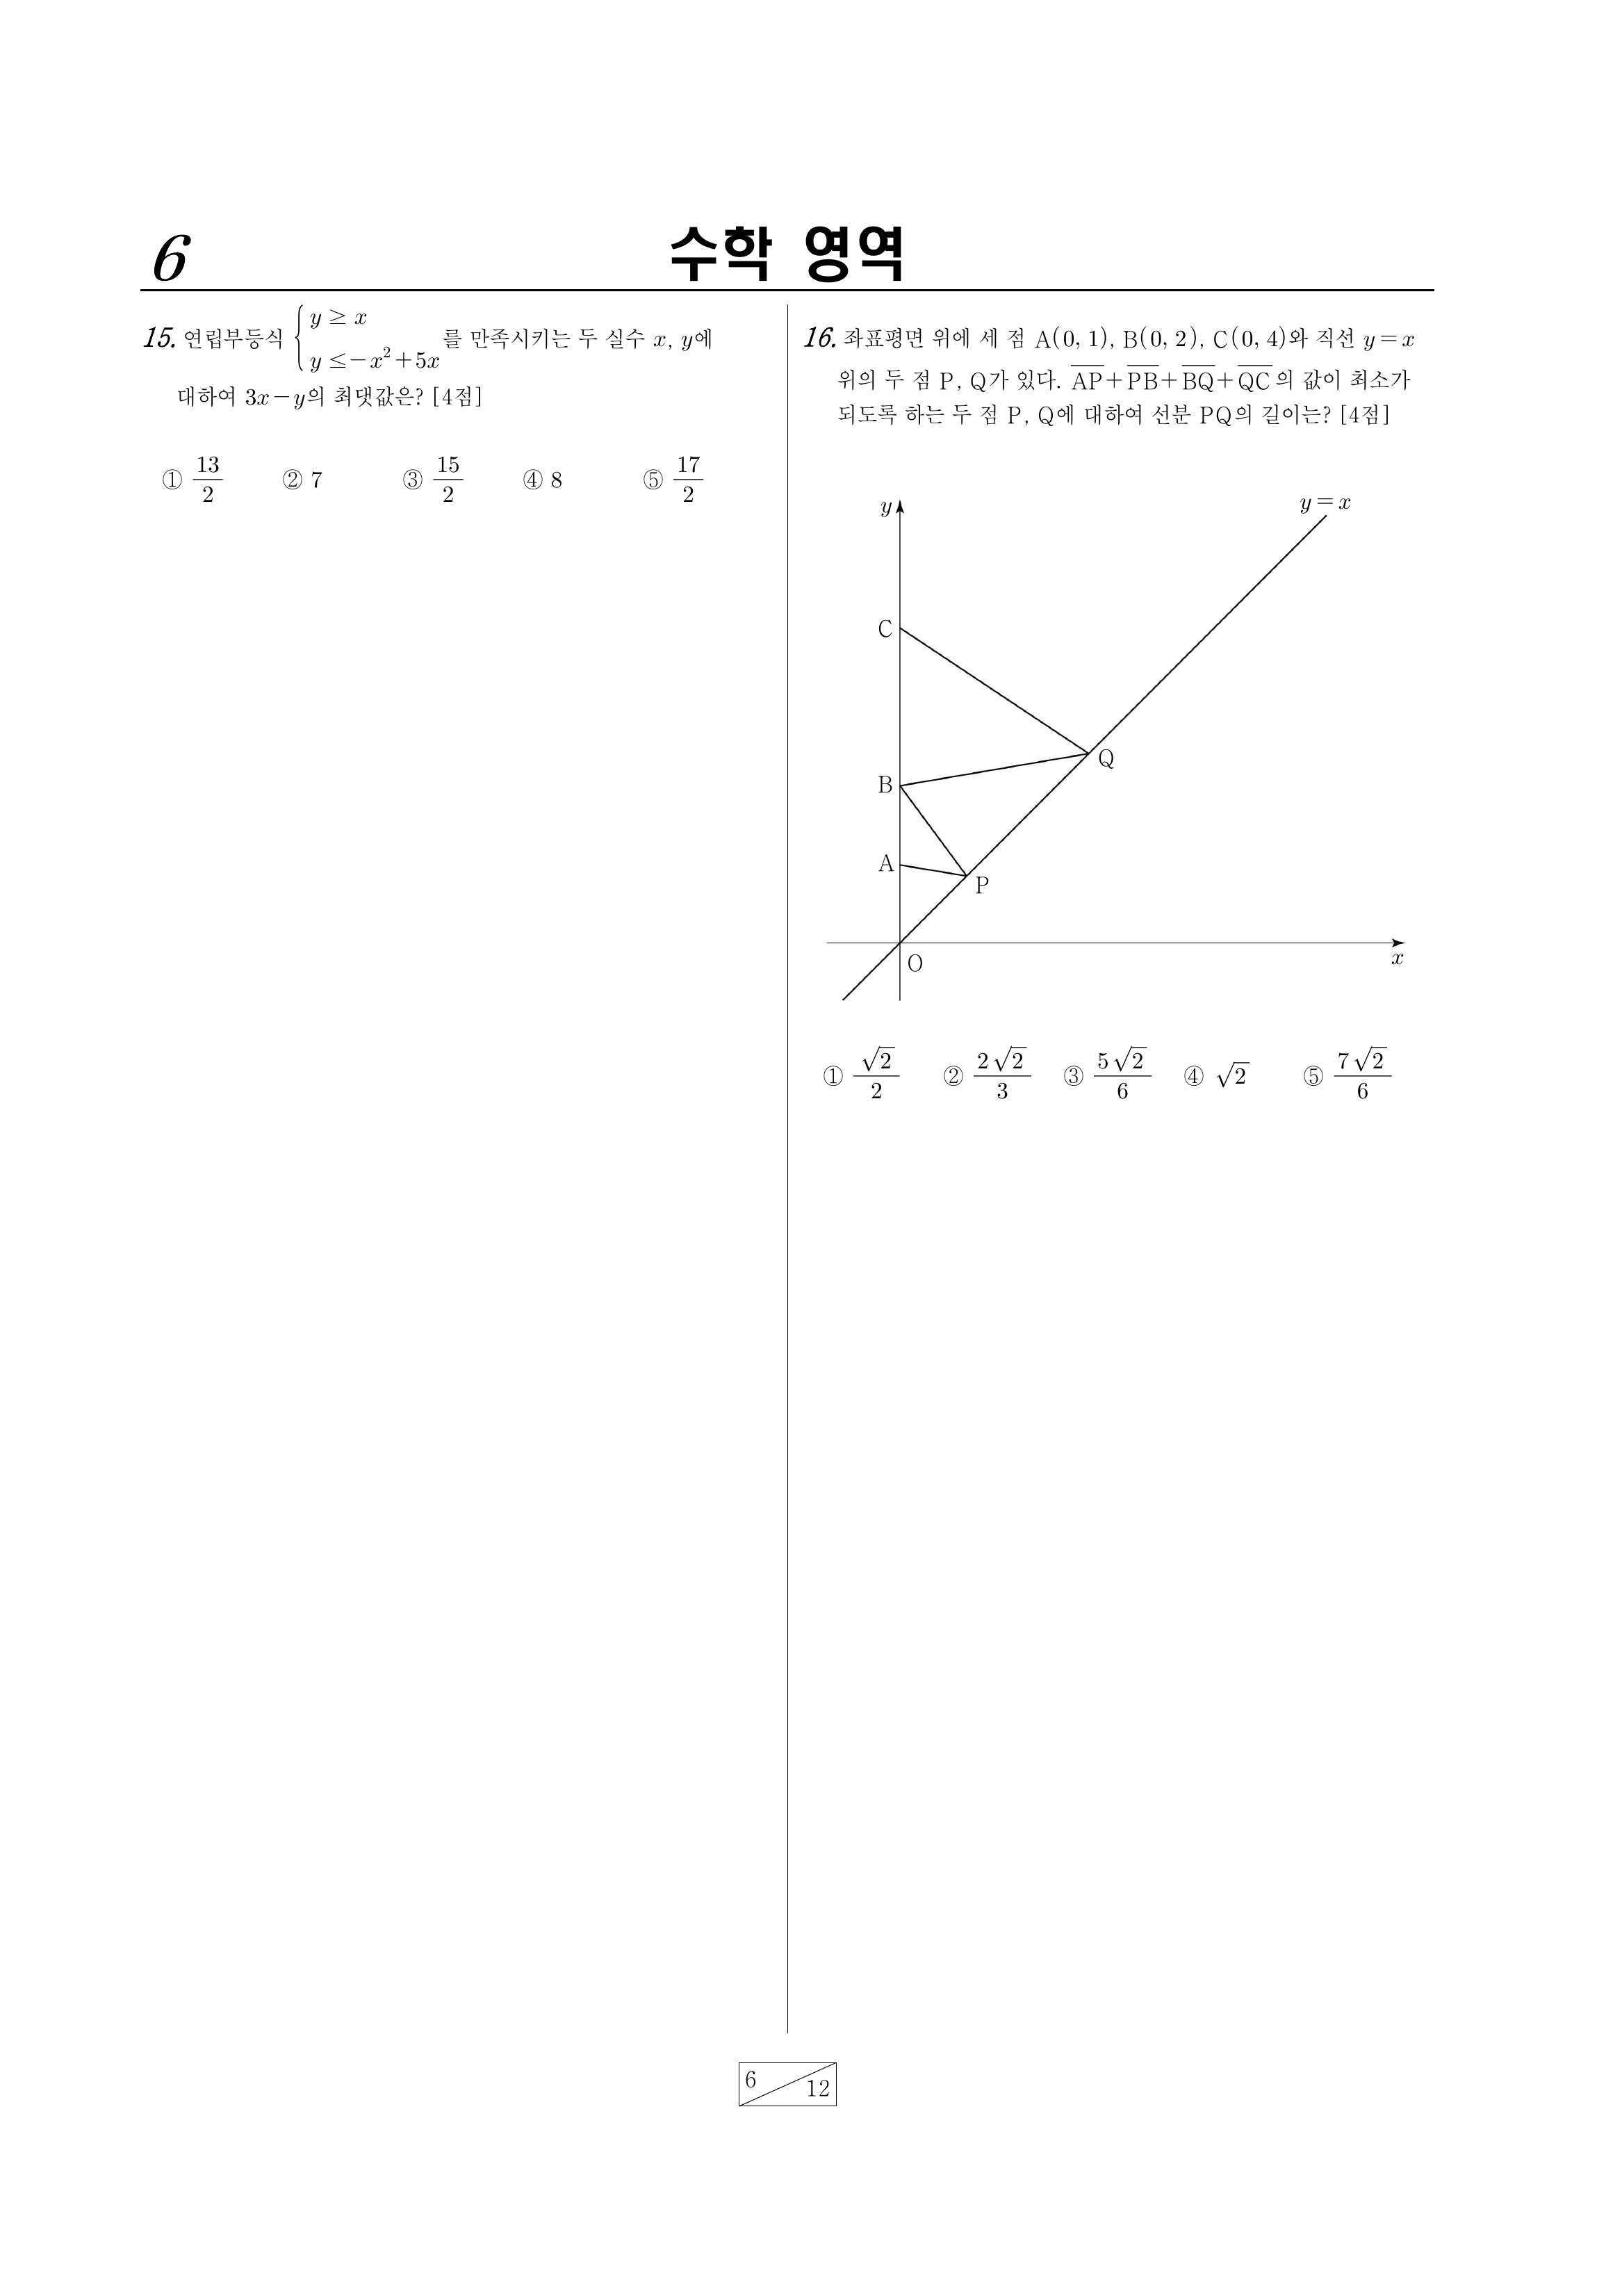 6
수학 영역
15. 연립부등식 { y ≥ x
y ≤ −x² + 5x 를 만족시키는 두 실수 x, y에
대하여 3x − y의 최댓값은? [4점]
① 13/2 ② 7 ③ 15/2 ④ 8 ⑤ 17/2
16. 좌표평면 위에 세 점 A(0, 1), B(0, 2), C(0, 4)와 직선 y = x
위의 두 점 P, Q가 있다. A̅P̅ + P̅B̅ + B̅Q̅ + Q̅C̅의 값이 최소가
되도록 하는 두 점 P, Q에 대하여 선분 PQ의 길이는? [4점]
y
y = x
C
Q
B
A
P
O
x
① √2/2 ② 2√2/3 ③ 5√2/6 ④ √2 ⑤ 7√2/6
6
12